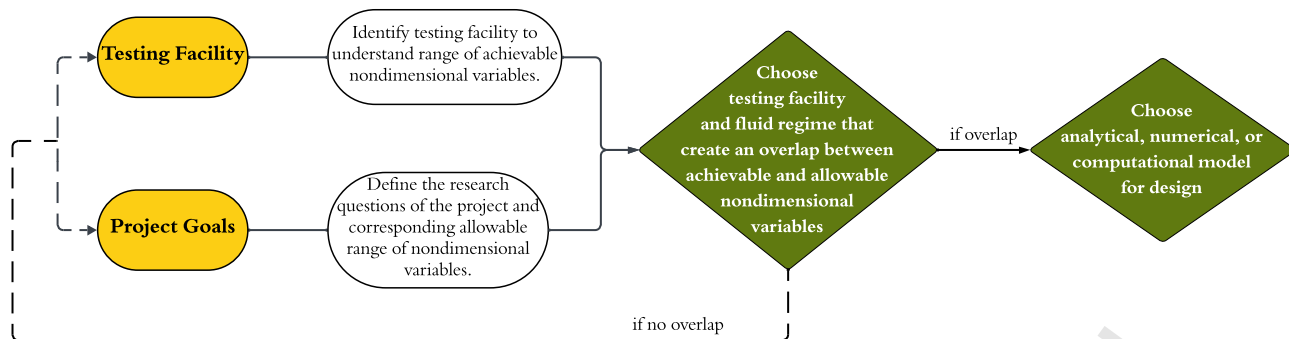 Testing Facility
Identify testing facility to
understand range of achievable
nondimensional variables.
Project Goals
Define the research
questions of the project and
corresponding allowable
range of nondimensional
variables.
Choose
testing facility
and fluid regime that
create an overlap between
achievable and allowable
nondimensional
variables
if overlap
Choose
analytical, numerical, or
computational model
for design
if no overlap